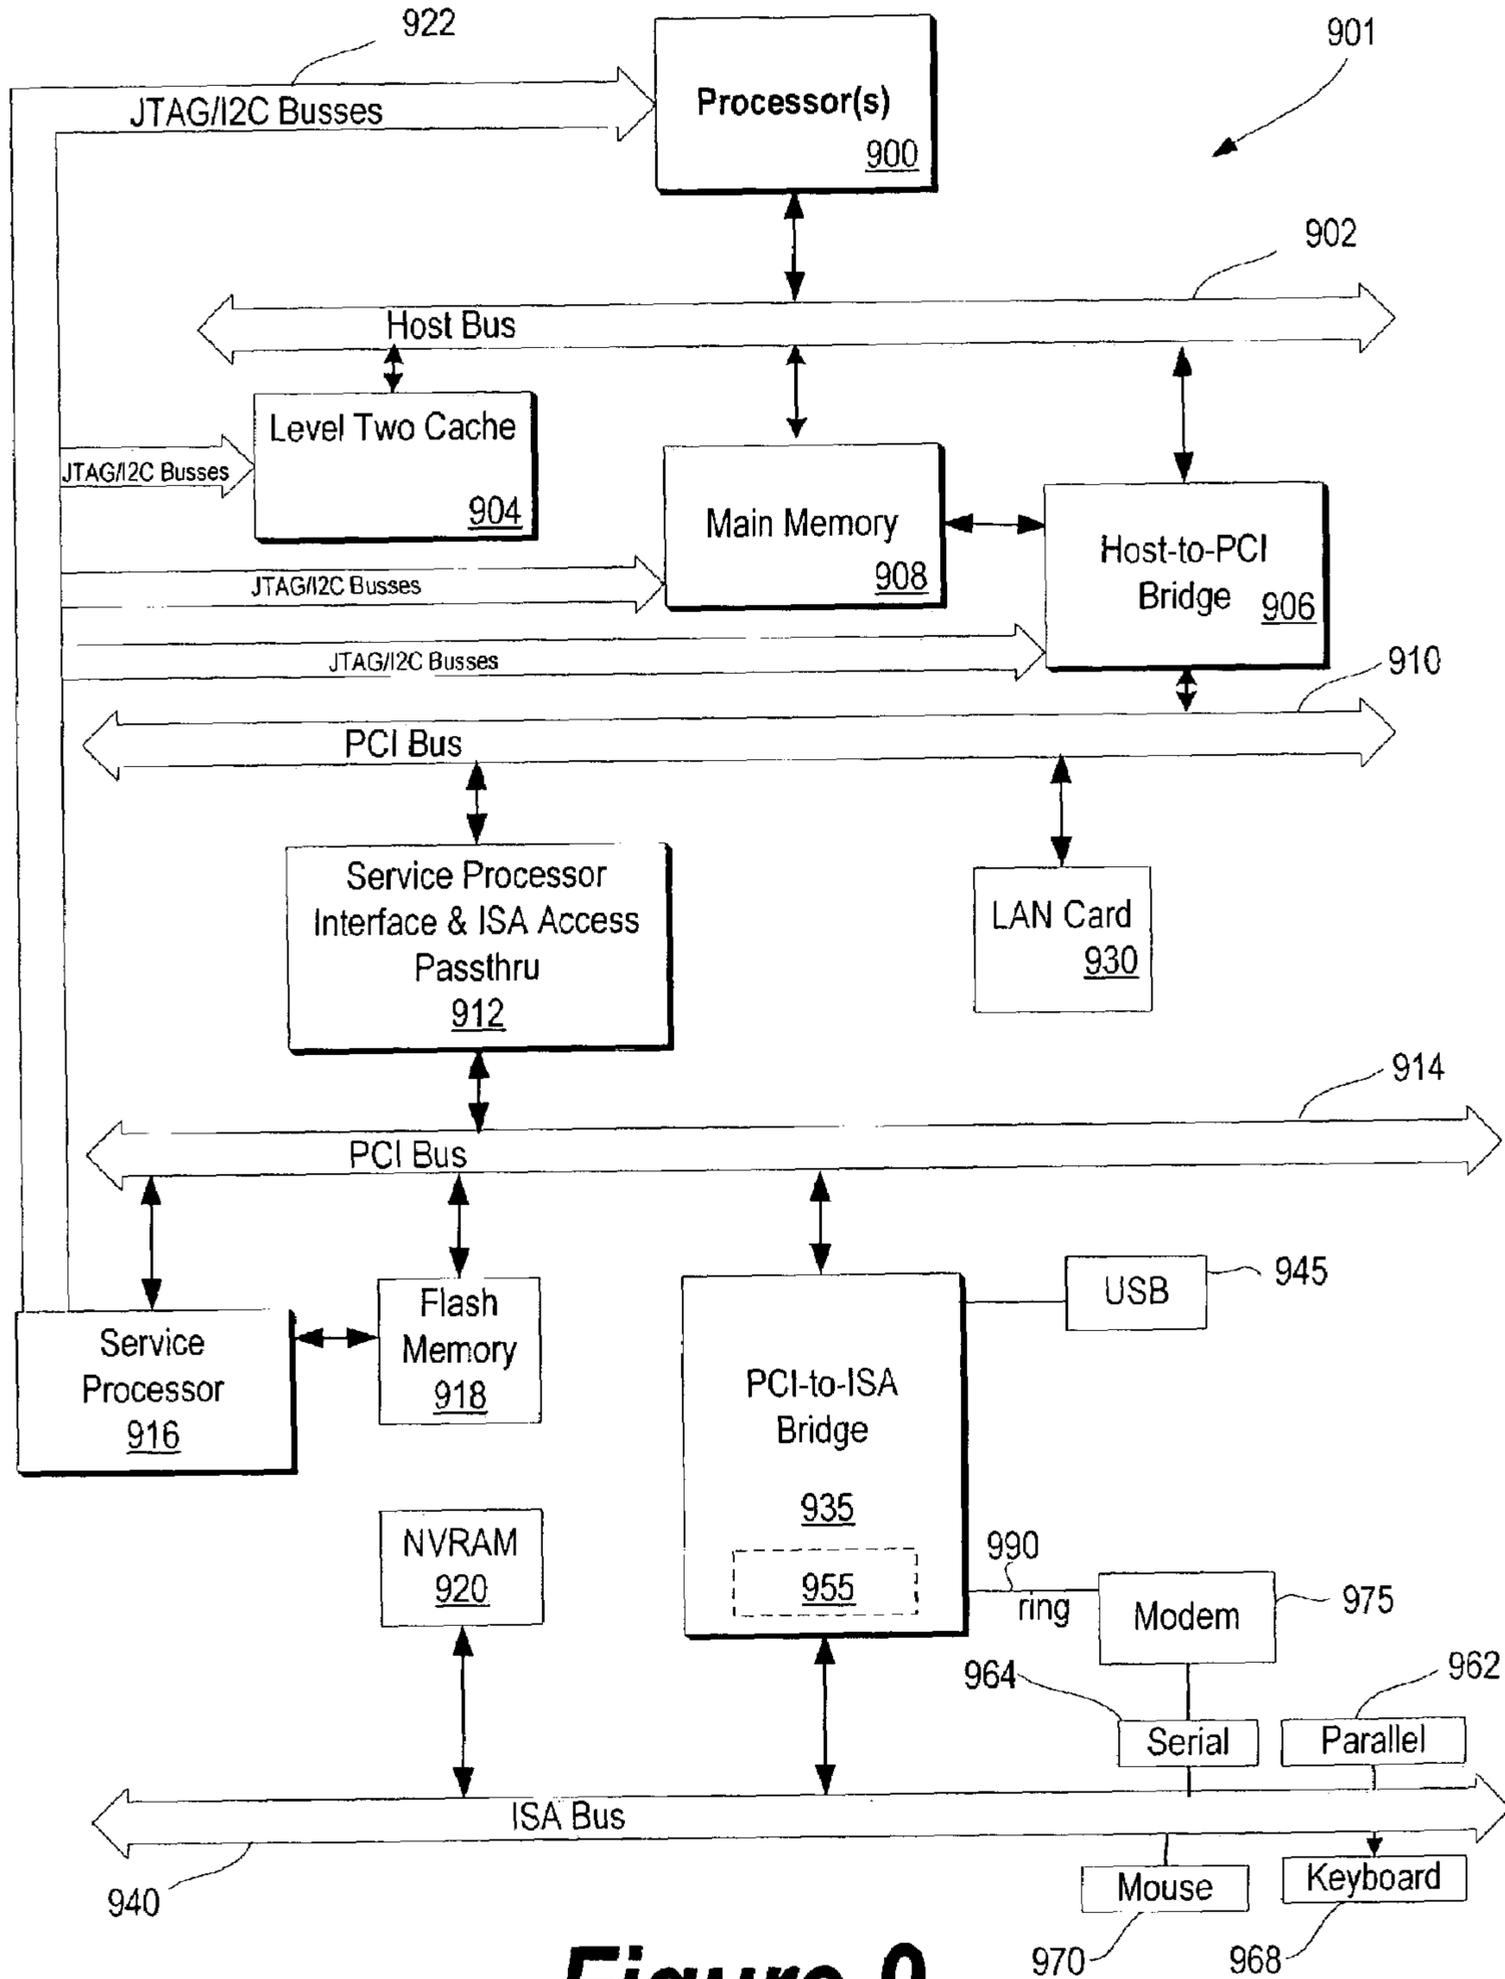 922
901
JTAG/I2C Busses
Processor(s)
900
902
Host Bus
Level Two Cache
904
JTAG/I2C Busses
Main Memory
908
Host-to-PCI
Bridge
906
JTAG/I2C Busses
JTAG/I2C Busses
910
PCI Bus
Service Processor
Interface & ISA Access
Passthru
912
LAN Card
930
914
PCI Bus
Service
Processor
916
Flash
Memory
918
USB
945
PCI-to-ISA
Bridge
935
955
NVRAM
920
990
ring
Modem
975
964
962
Serial
Parallel
ISA Bus
940
Mouse
Keyboard
970
968
Figure 9